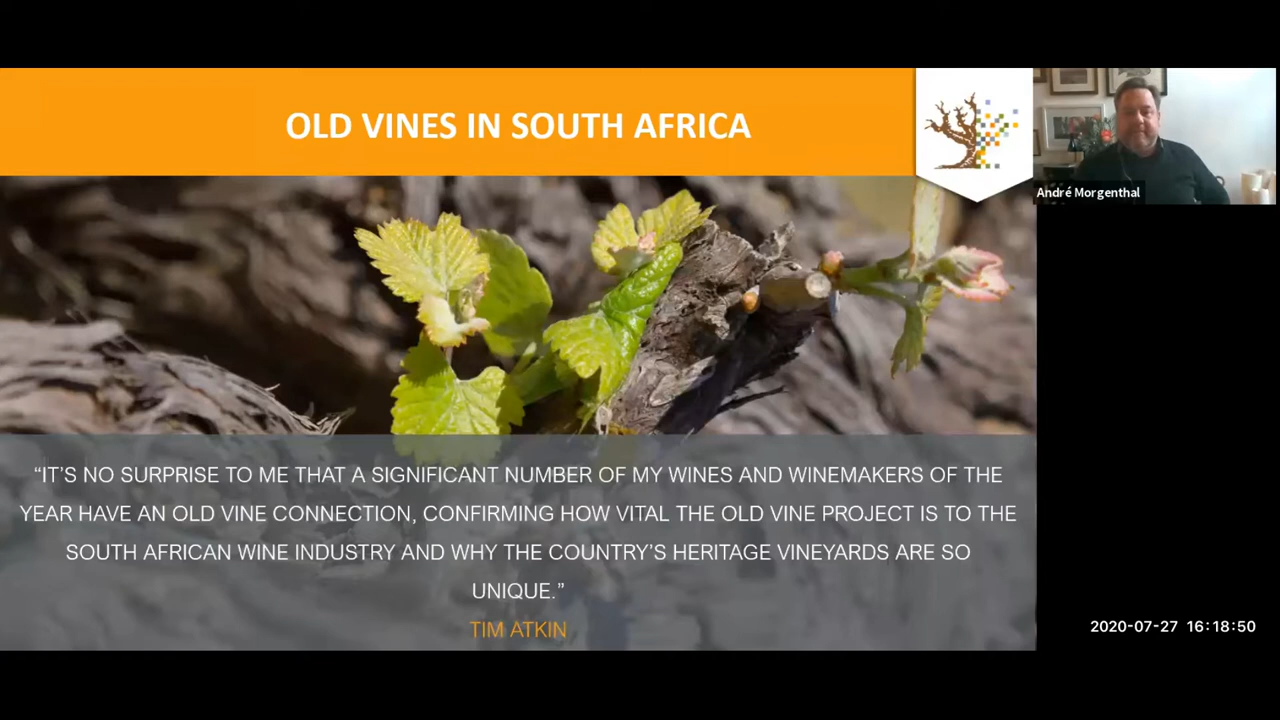 OLD VINES IN SOUTH AFRICA
André Morgenthal
“IT’S NO SURPRISE TO ME THAT A SIGNIFICANT NUMBER OF MY WINES AND WINEMAKERS OF THE
YEAR HAVE AN OLD VINE CONNECTION, CONFIRMING HOW VITAL THE OLD VINE PROJECT IS TO THE
SOUTH AFRICAN WINE INDUSTRY AND WHY THE COUNTRY’S HERITAGE VINEYARDS ARE SO
UNIQUE.”
TIM ATKIN
2020-07-27 16:18:50